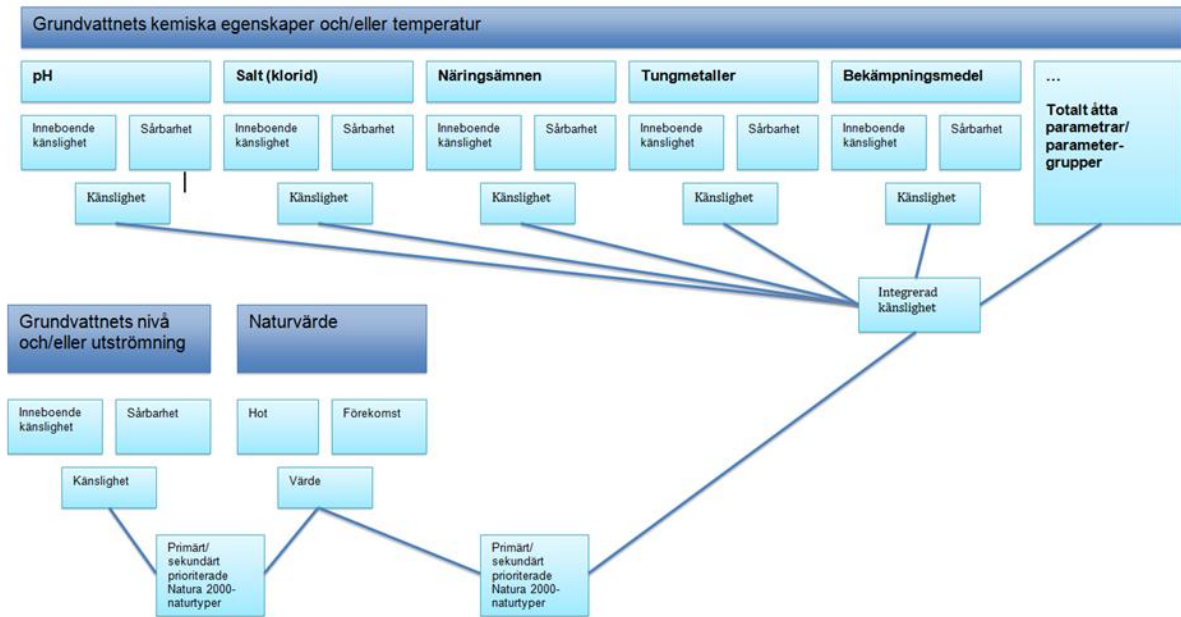 Grundvattnets kemiska egenskaper och/eller temperatur
pH
Salt (klorid)
Näringsämnen
Tungmetaller
Bekämpningsmedel
...
Totalt åtta
parametrar/
parameter-
grupper
Inneboende
känslighet
Sårbarhet
Inneboende
känslighet
Sårbarhet
Inneboende
känslighet
Sårbarhet
Inneboende
känslighet
Sårbarhet
Inneboende
känslighet
Sårbarhet
Känslighet
Känslighet
Känslighet
Känslighet
Känslighet
Integrerad
känslighet
Grundvattnets nivå
och/eller utströmning
Naturvärde
Inneboende
känslighet
Sårbarhet
Hot
Förekomst
Känslighet
Värde
Primärt/
sekundärt
prioriterade
Natura 2000-
naturtyper
Primärt/
sekundärt
prioriterade
Natura 2000-
naturtyper